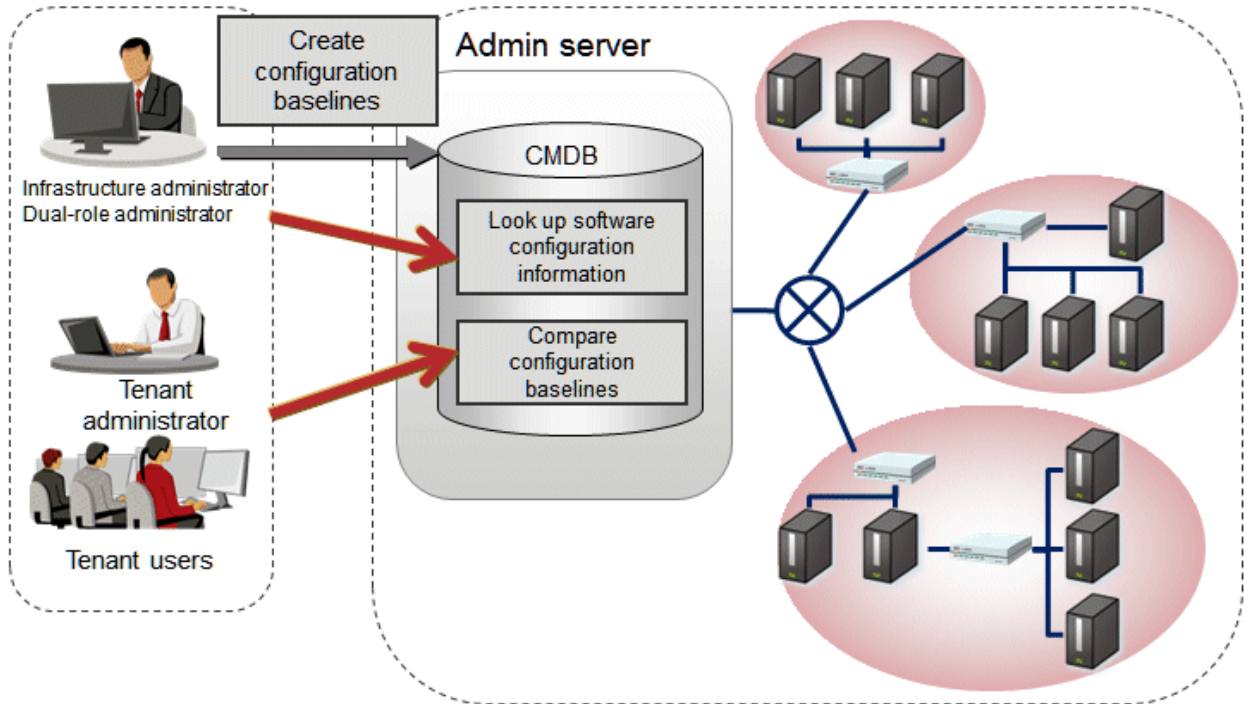 Create
configuration
baselines
Admin server
Infrastructure administrator
Dual-role administrator
CMDB
Look up software
configuration
information
Tenant
administrator
Compare
configuration
baselines
Tenant users